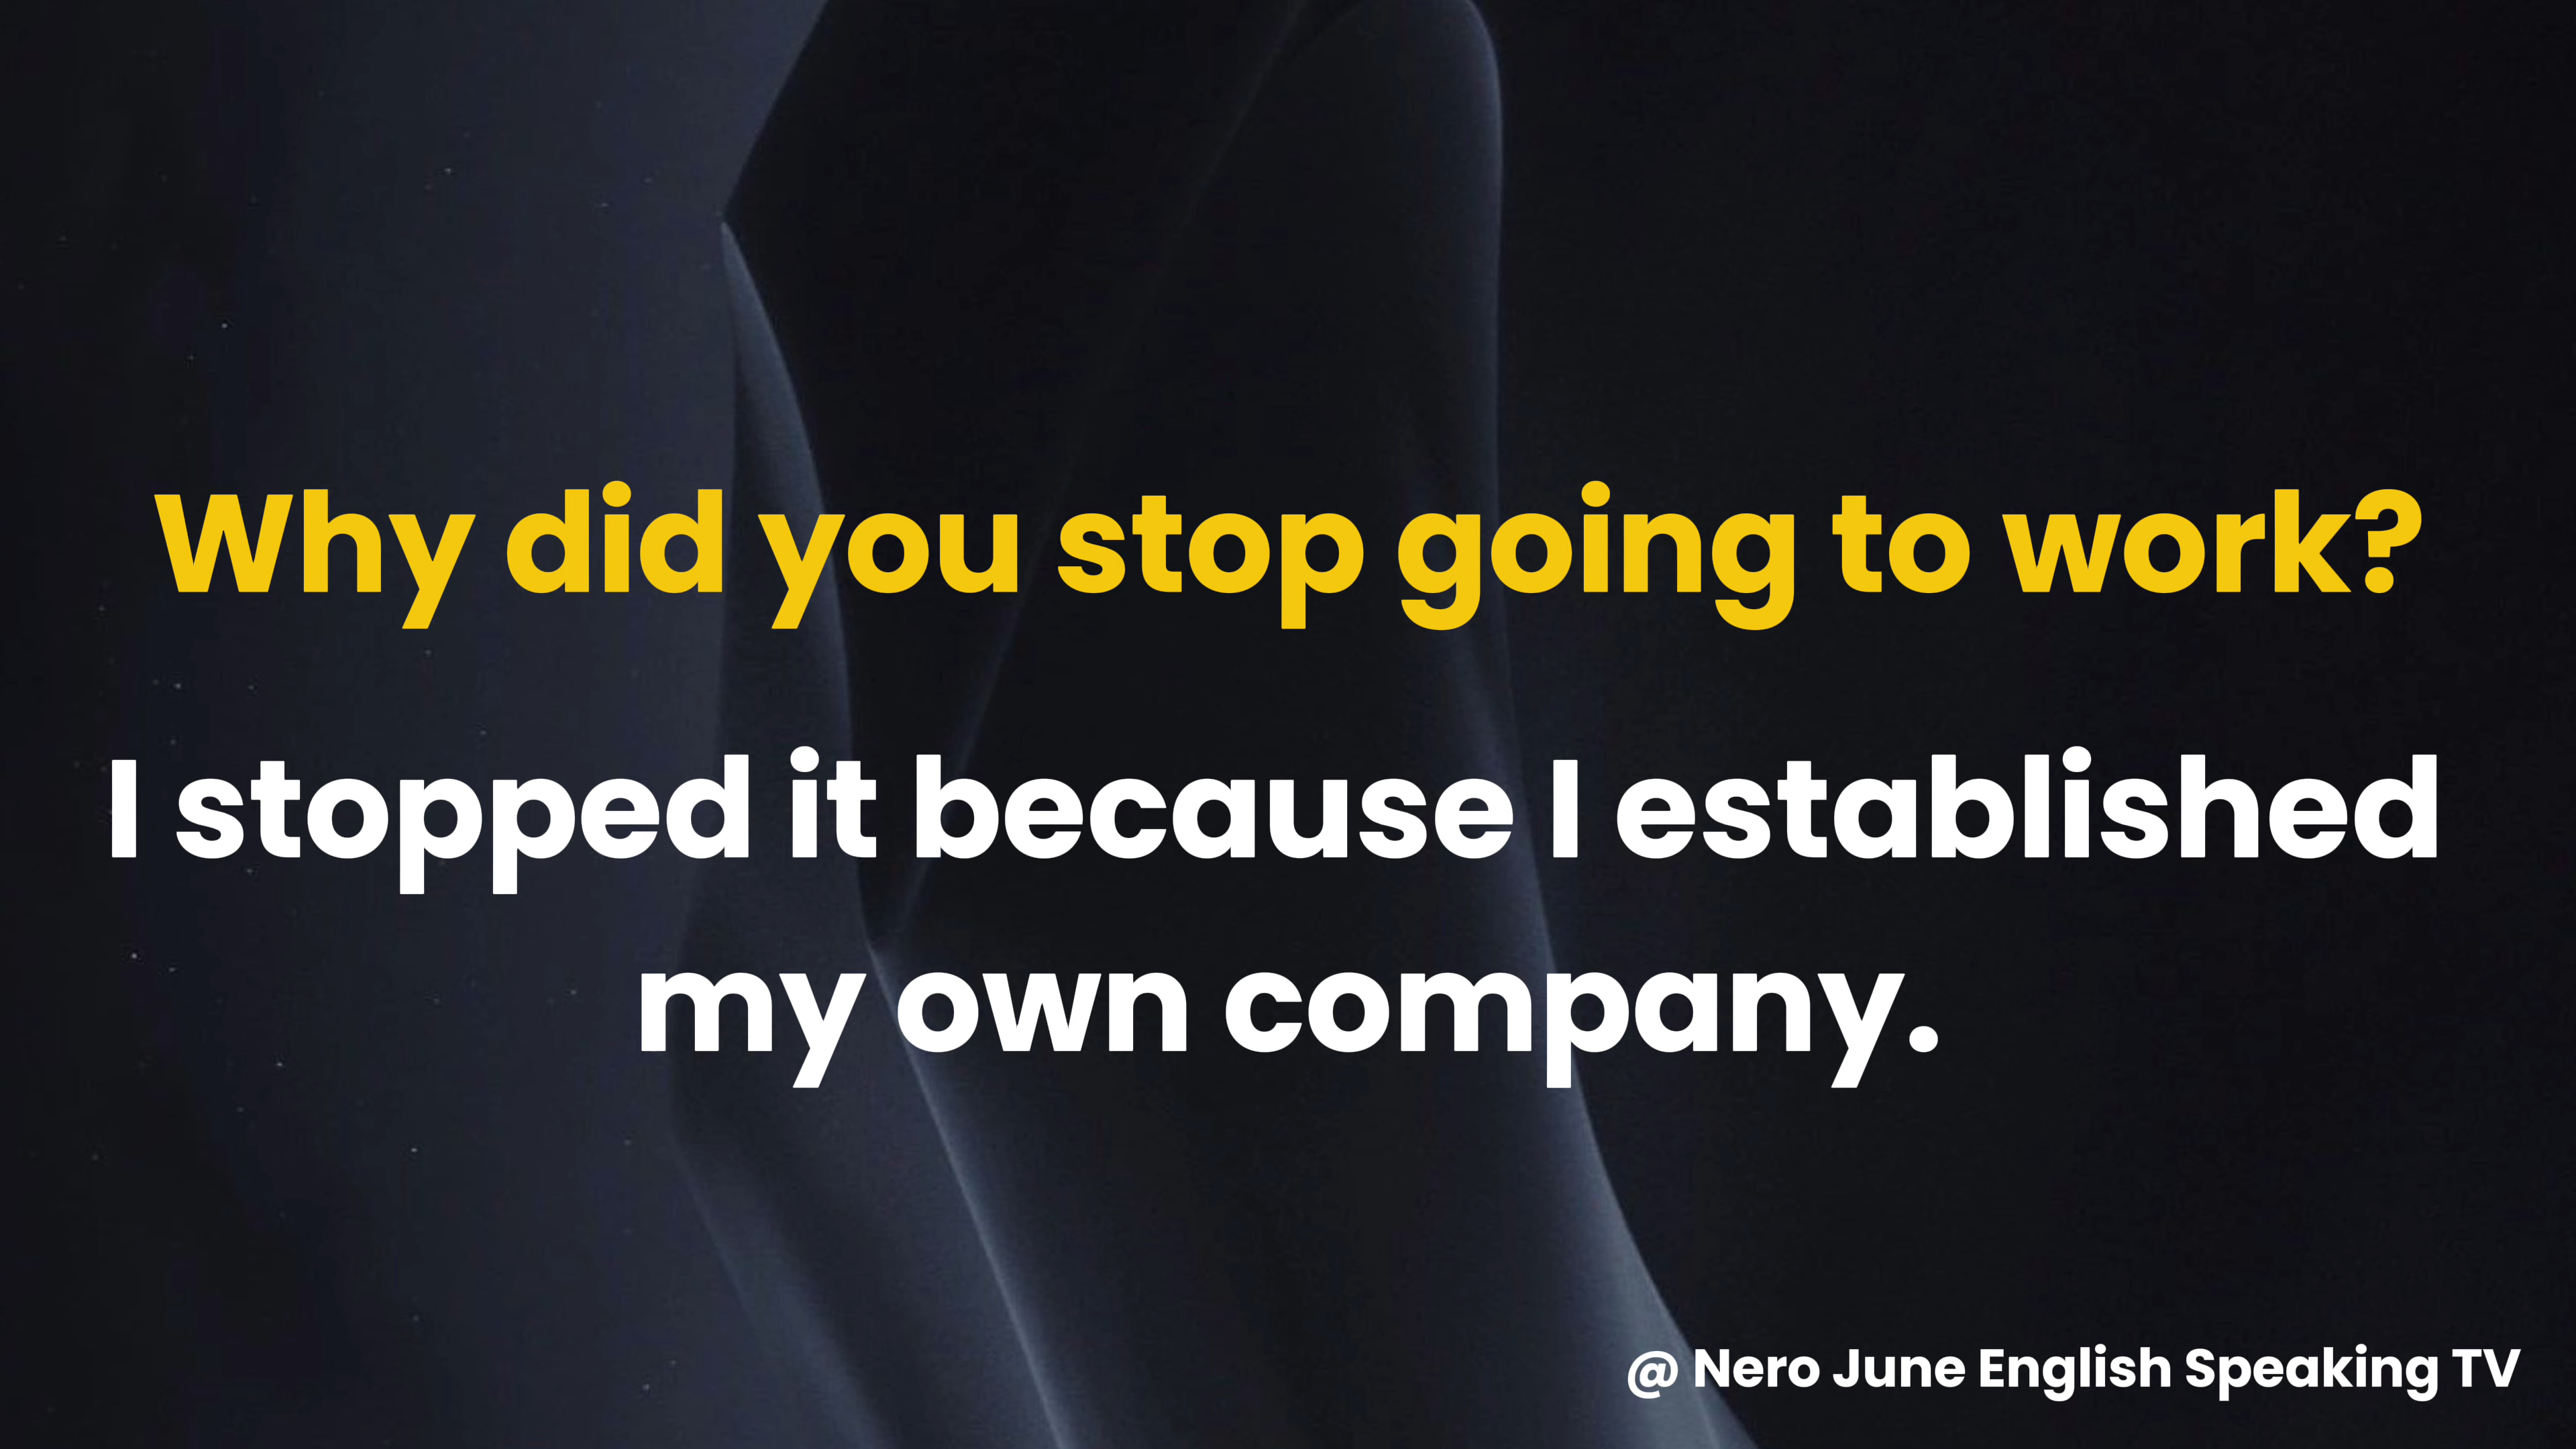 Why did you stop going to work?
I stopped it because I established
my own company.
@ Nero June English Speaking TV